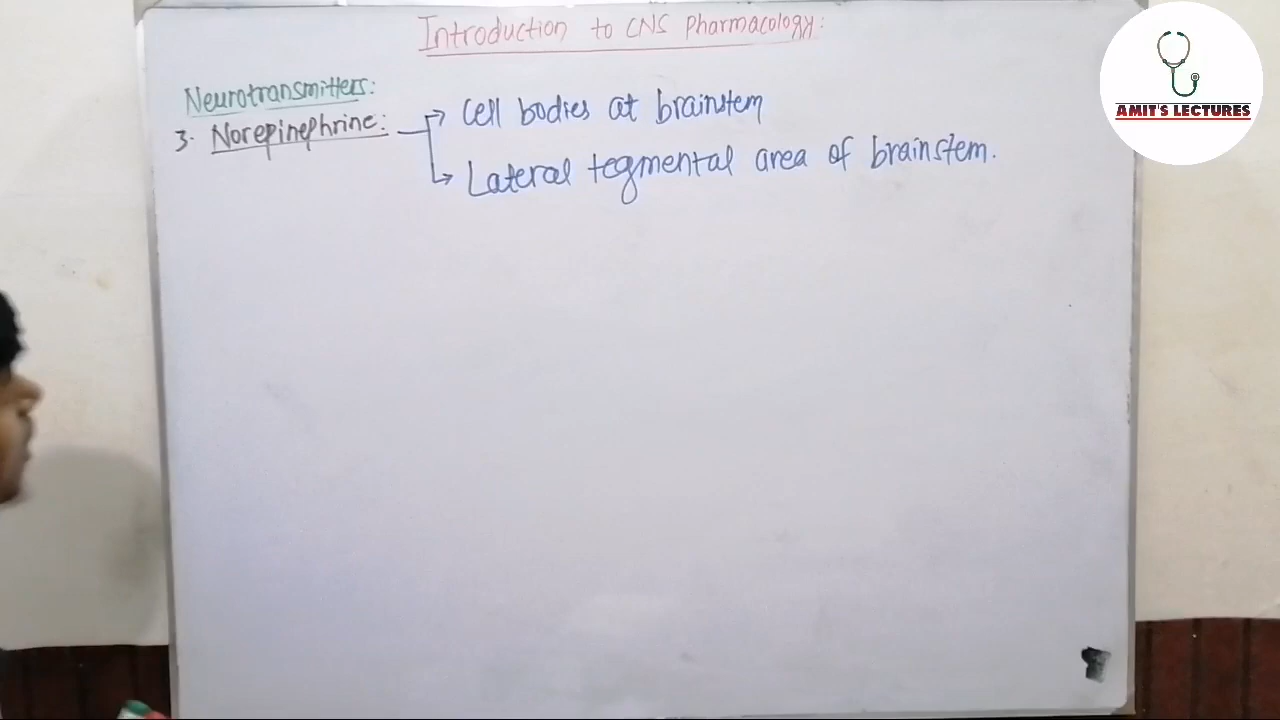 Introduction to CNS Pharmacology:
Neurotransmitters:
3. Norepinephrine:
Cell bodies at brainstem
Lateral tegmental area of brainstem.
AMIT'S LECTURES